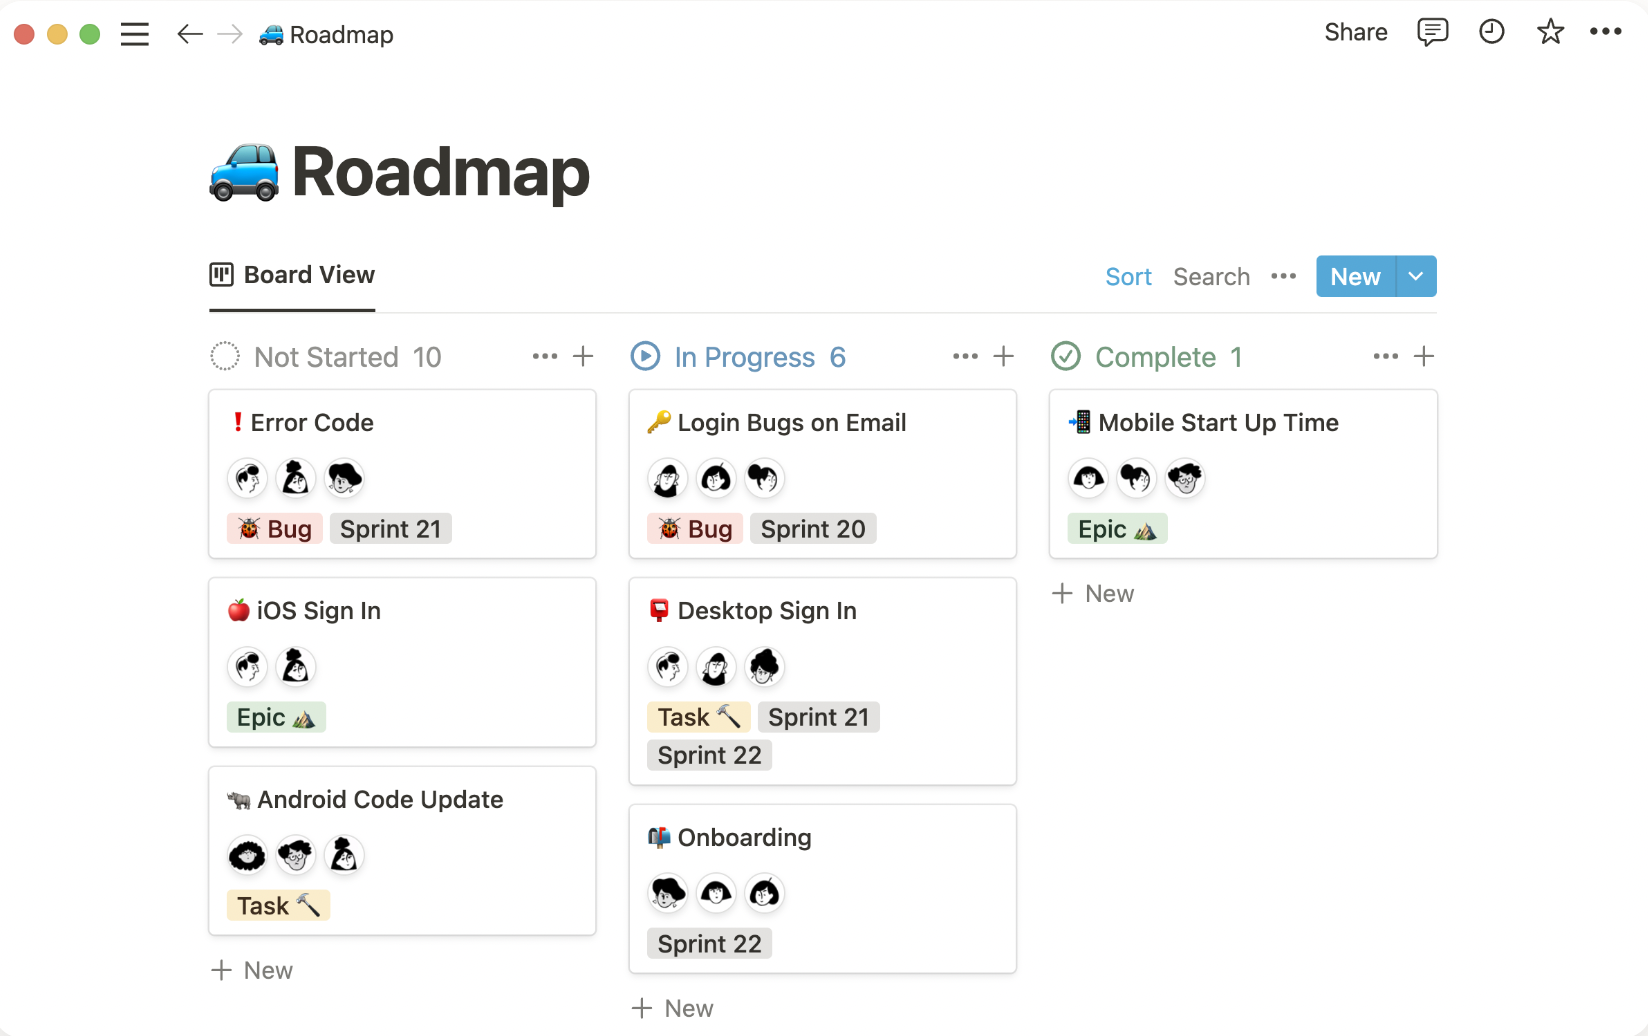 Roadmap
Share
Roadmap
Board View
Sort Search
New
Not Started 10
Error Code
Bug Sprint 21
iOS Sign In
Epic
Android Code Update
Task
New
In Progress 6
Login Bugs on Email
Bug Sprint 20
Desktop Sign In
Task Sprint 21
Sprint 22
Onboarding
Sprint 22
New
Complete 1
Mobile Start Up Time
Epic
New